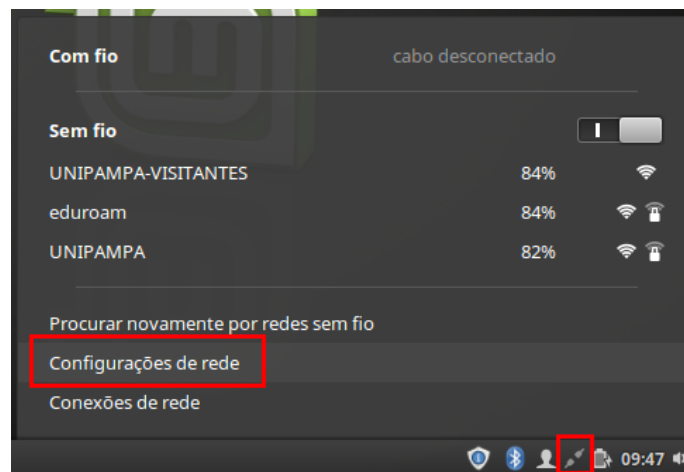 Com fio cabo desconectado
Sem fio
UNIPAMPA-VISITANTES 84%
eduroam 84%
UNIPAMPA 82%
Procurar novamente por redes sem fio
Configurações de rede
Conexões de rede
09:47